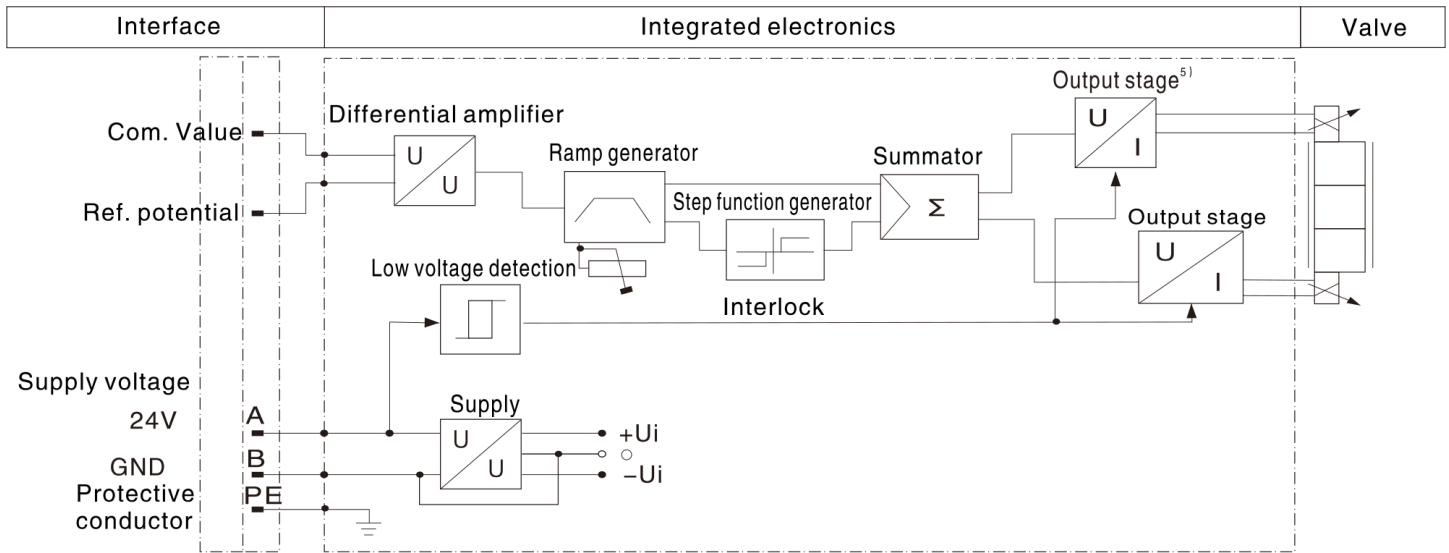 Interface
Integrated electronics
Valve
Output stage⁵⁾
Differential amplifier
Com. Value
U
U
Ramp generator
Summator
U
I
Step function generator
Σ
Ref. potential
Output stage
U
I
Low voltage detection
Interlock
Supply voltage
24V
A
Supply
U
U
+Ui
○
−Ui
B
GND
Protective
conductor
PE